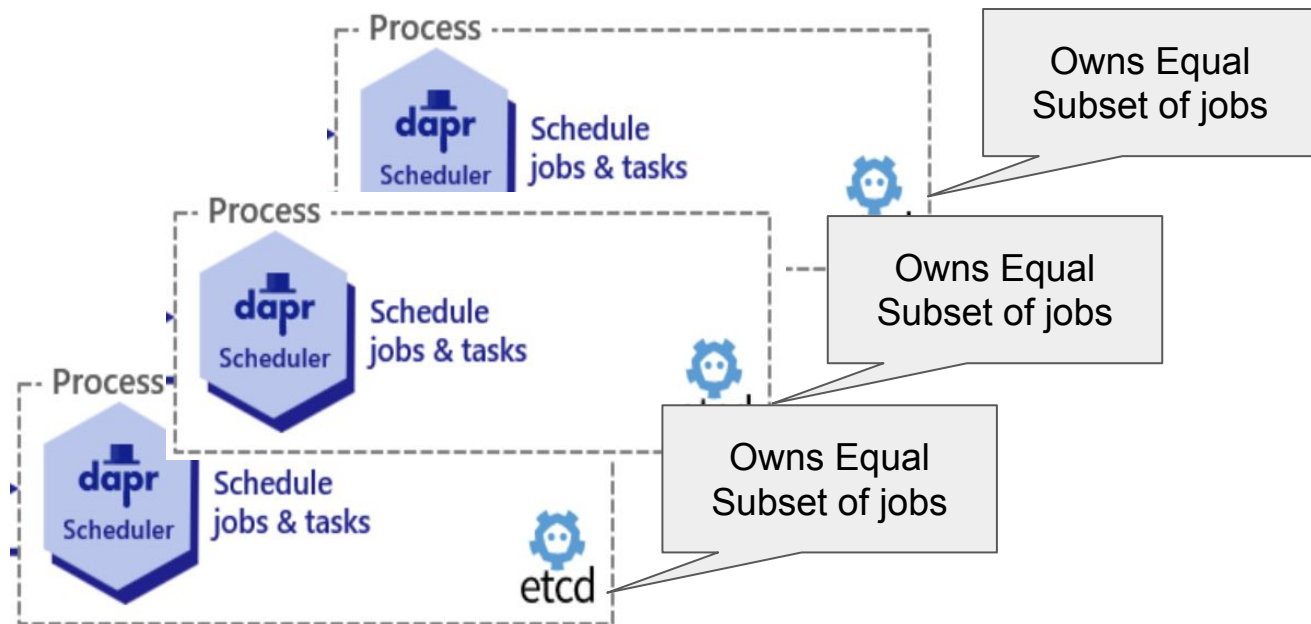 Process
dapr
Scheduler
Schedule
jobs & tasks
Owns Equal
Subset of jobs
Process
dapr
Scheduler
Schedule
jobs & tasks
Owns Equal
Subset of jobs
Process
dapr
Scheduler
Schedule
jobs & tasks
etcd
Owns Equal
Subset of jobs